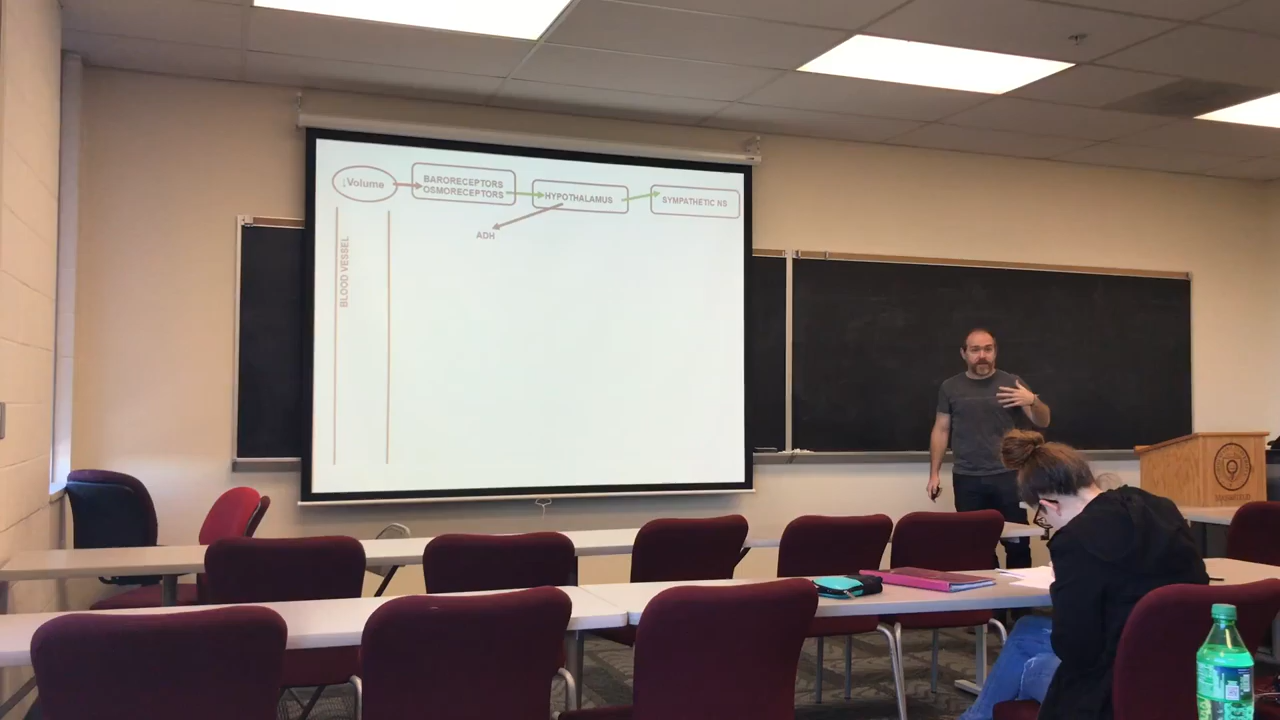 ↓Volume
BARORECEPTORS
OSMORECEPTORS
HYPOTHALAMUS
SYMPATHETIC NS
ADH
BLOOD VESSEL